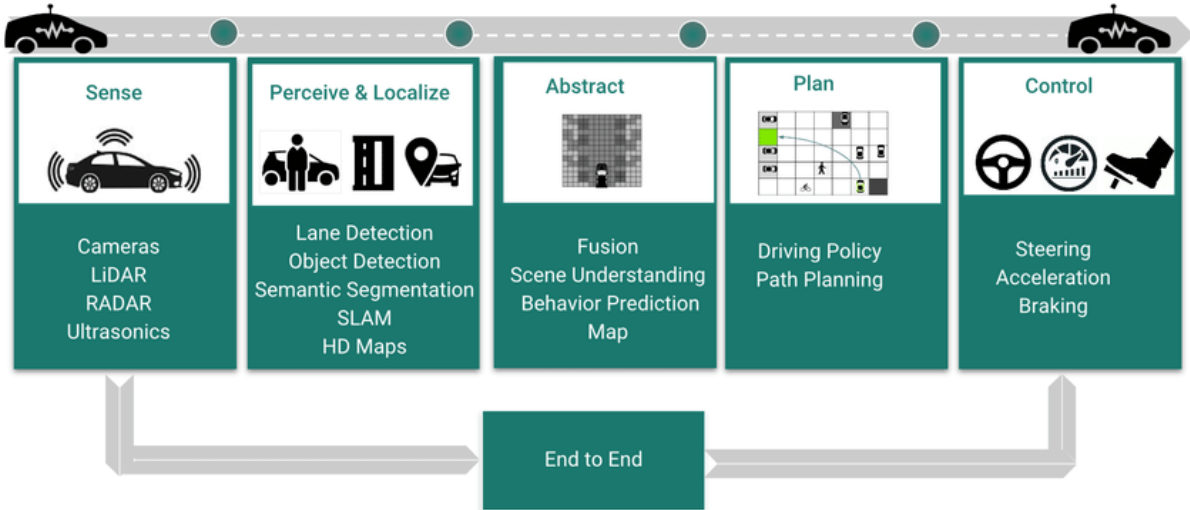 Sense
Cameras
LiDAR
RADAR
Ultrasonics
Perceive & Localize
Lane Detection
Object Detection
Semantic Segmentation
SLAM
HD Maps
Abstract
Fusion
Scene Understanding
Behavior Prediction
Map
Plan
Driving Policy
Path Planning
Control
Steering
Acceleration
Braking
End to End